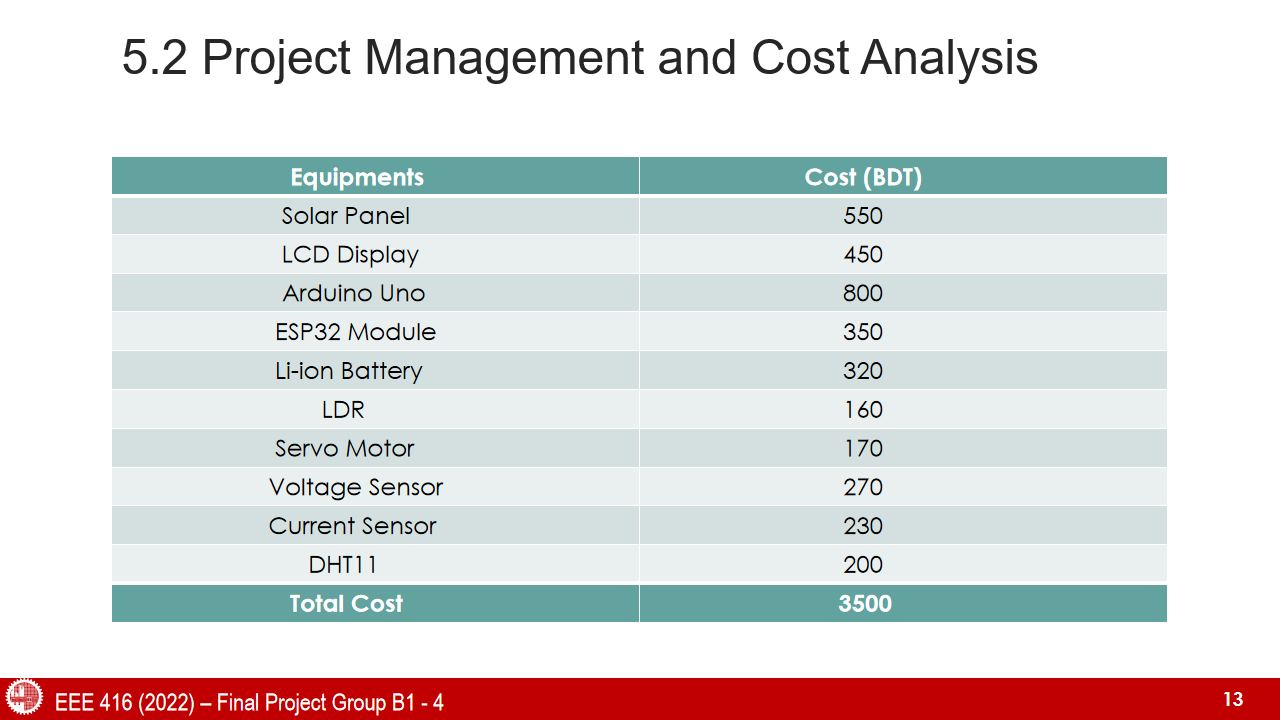 5.2 Project Management and Cost Analysis
Equipments Cost (BDT)
Solar Panel 550
LCD Display 450
Arduino Uno 800
ESP32 Module 350
Li-ion Battery 320
LDR 160
Servo Motor 170
Voltage Sensor 270
Current Sensor 230
DHT11 200
Total Cost 3500
EEE 416 (2022) – Final Project Group B1 - 4 13